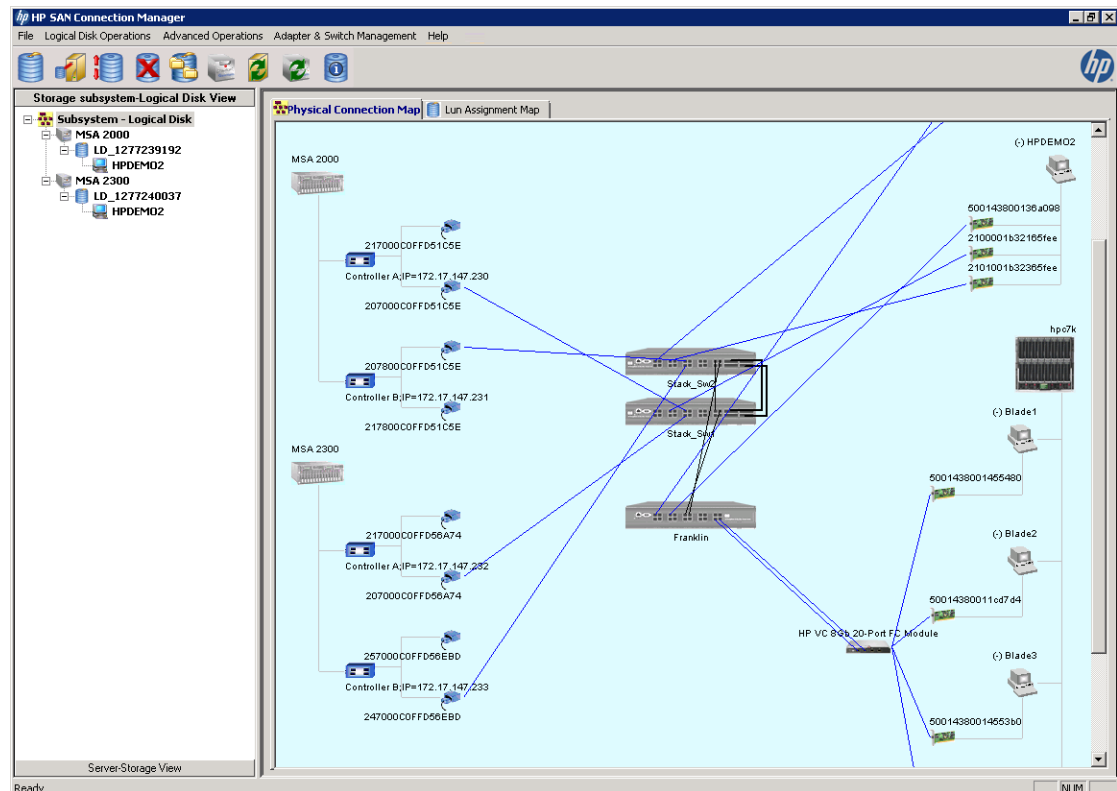 hp HP SAN Connection Manager
File Logical Disk Operations Advanced Operations Adapter & Switch Management Help
hp
Storage subsystem-Logical Disk View
Subsystem - Logical Disk
MSA 2000
LD_1277239192
HPDEMO2
MSA 2300
LD_1277240037
HPDEMO2
Server-Storage View
Physical Connection Map
Lun Assignment Map
MSA 2000
217000C0FFD51C5E
Controller A;IP=172.17.147.230
207000C0FFD51C5E
207800C0FFD51C5E
Controller B;IP=172.17.147.231
217800C0FFD51C5E
MSA 2300
217000C0FFD56A74
Controller A;IP=172.17.147.232
207000C0FFD56A74
257000C0FFD56EBD
Controller B;IP=172.17.147.233
247000C0FFD56EBD
Stack_Sw2
Stack_Sw1
Franklin
HP VC 8Gb 20-Port FC Module
(-) HPDEMO2
500143800136a098
2100001b32165fee
2101001b32365fee
hpc7k
(-) Blade1
5001438001455480
(-) Blade2
50014380011cd7d4
(-) Blade3
50014380014553b0
Ready
NUM